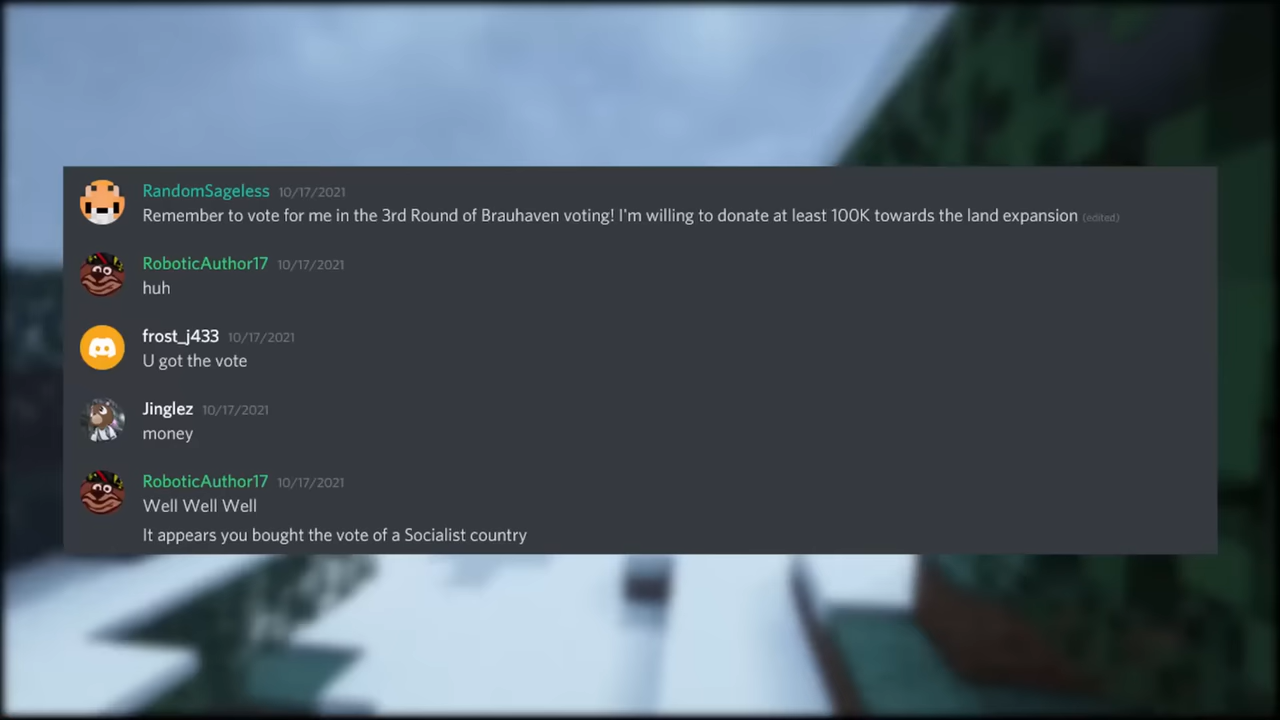 RandomSageless 10/17/2021
Remember to vote for me in the 3rd Round of Brauhaven voting! I'm willing to donate at least 100K towards the land expansion (edited)
RoboticAuthor17 10/17/2021
huh
frost_j433 10/17/2021
U got the vote
Jinglez 10/17/2021
money
RoboticAuthor17 10/17/2021
Well Well Well
It appears you bought the vote of a Socialist country